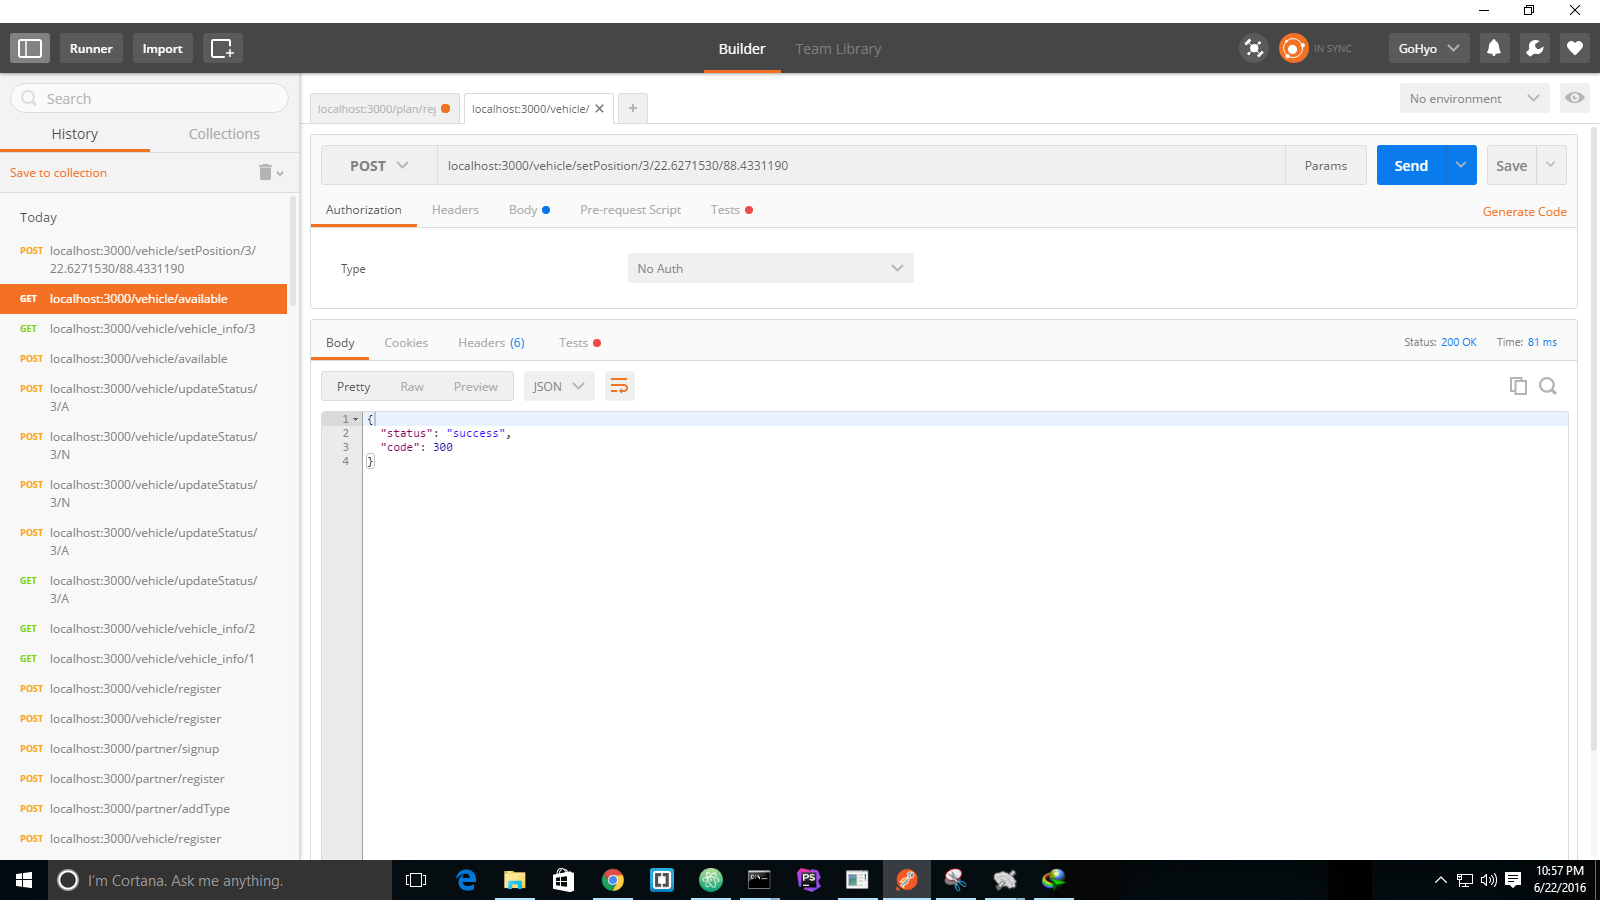 Runner
Import
Builder
Team Library
IN SYNC
GoHyo
Search
History
Collections
Save to collection
Today
POST localhost:3000/vehicle/setPosition/3/
22.6271530/88.4331190
GET localhost:3000/vehicle/available
GET localhost:3000/vehicle/vehicle_info/3
POST localhost:3000/vehicle/available
POST localhost:3000/vehicle/updateStatus/
3/A
POST localhost:3000/vehicle/updateStatus/
3/N
POST localhost:3000/vehicle/updateStatus/
3/N
POST localhost:3000/vehicle/updateStatus/
3/A
GET localhost:3000/vehicle/updateStatus/
3/A
GET localhost:3000/vehicle/vehicle_info/2
GET localhost:3000/vehicle/vehicle_info/1
POST localhost:3000/vehicle/register
POST localhost:3000/vehicle/register
POST localhost:3000/partner/signup
POST localhost:3000/partner/register
POST localhost:3000/partner/addType
POST localhost:3000/vehicle/register
localhost:3000/plan/reg
localhost:3000/vehicle/
No environment
POST localhost:3000/vehicle/setPosition/3/22.6271530/88.4331190
Params
Send
Save
Authorization Headers Body Pre-request Script Tests
Generate Code
Type
No Auth
Body Cookies Headers (6) Tests
Status: 200 OK Time: 81 ms
Pretty Raw Preview
JSON
1 {
2 "status": "success",
3 "code": 300
4 }
I'm Cortana. Ask me anything.
PS
10:57 PM
6/22/2016